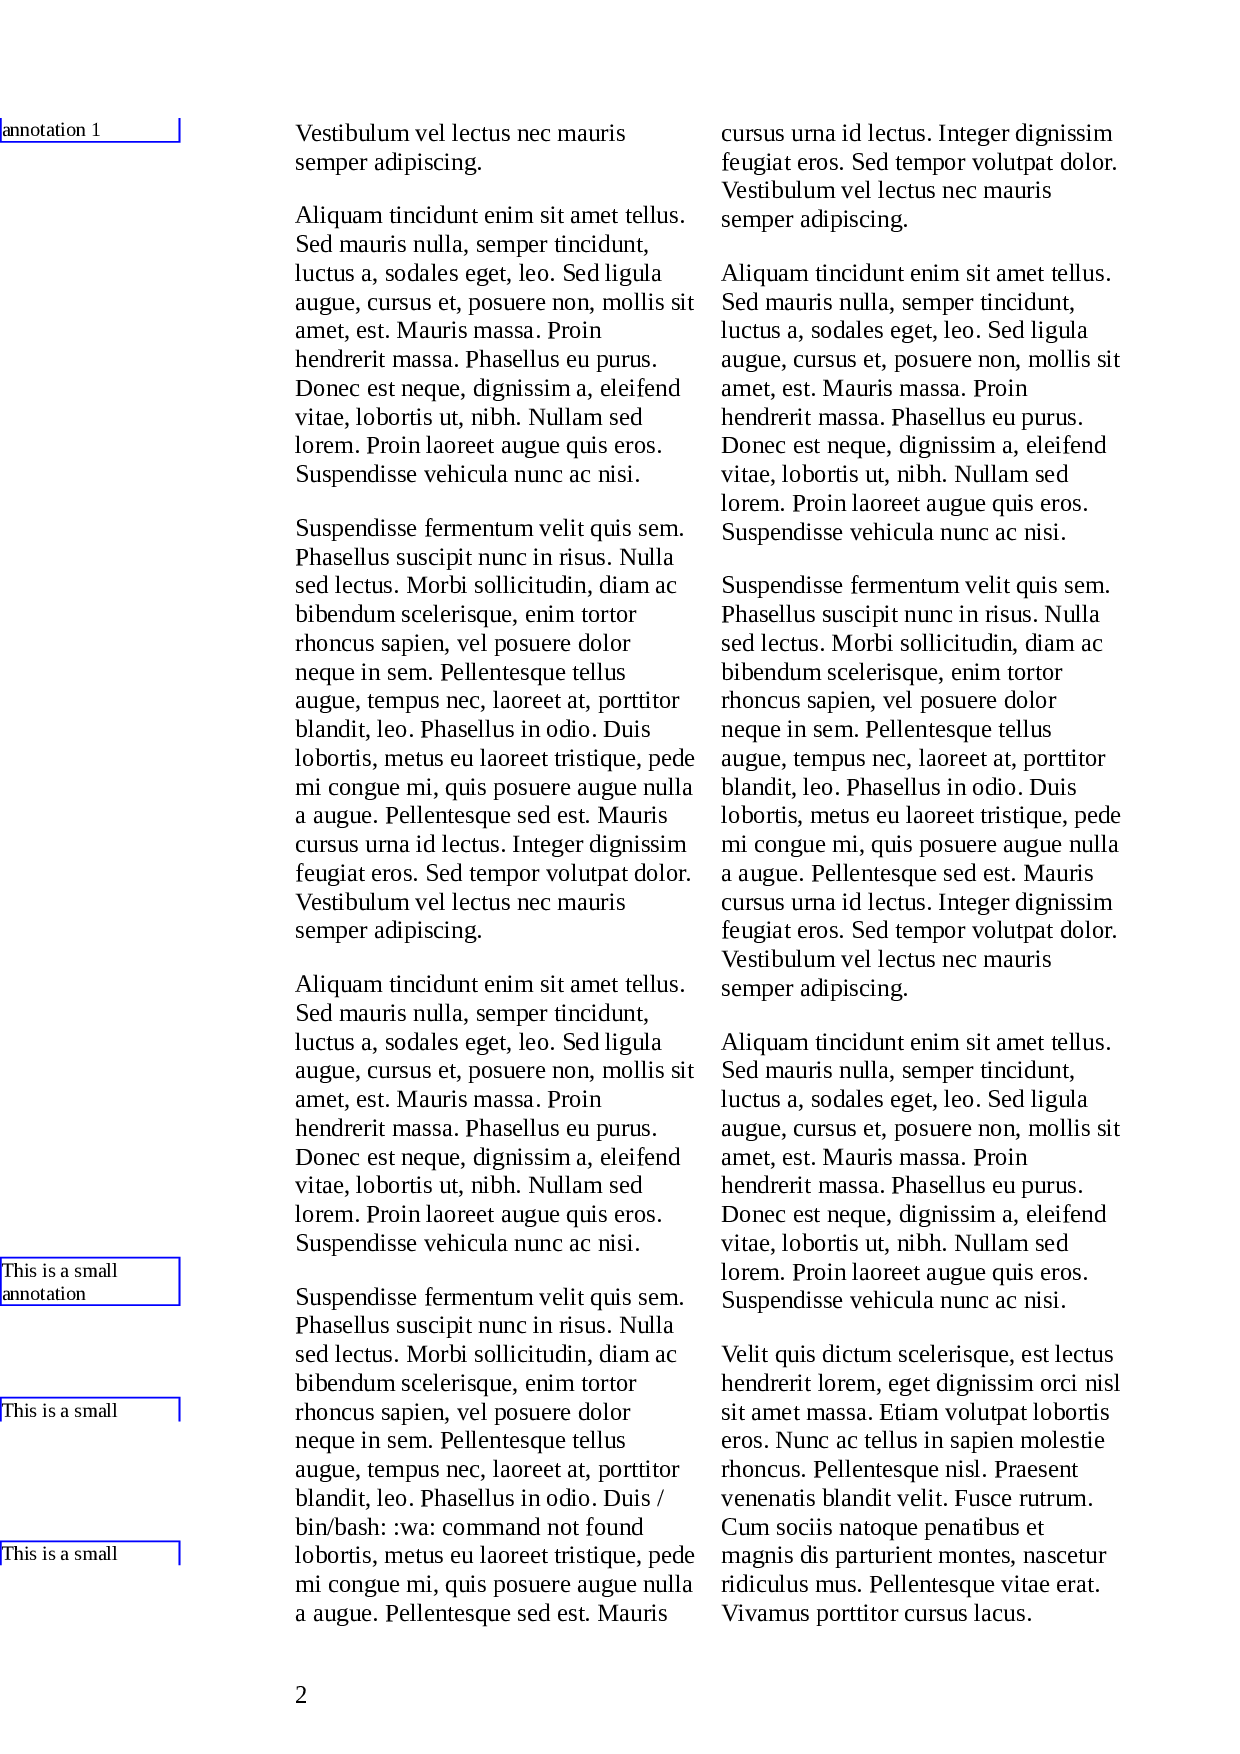 annotation 1
This is a small
annotation
This is a small
This is a small
Vestibulum vel lectus nec mauris
semper adipiscing.
Aliquam tincidunt enim sit amet tellus.
Sed mauris nulla, semper tincidunt,
luctus a, sodales eget, leo. Sed ligula
augue, cursus et, posuere non, mollis sit
amet, est. Mauris massa. Proin
hendrerit massa. Phasellus eu purus.
Donec est neque, dignissim a, eleifend
vitae, lobortis ut, nibh. Nullam sed
lorem. Proin laoreet augue quis eros.
Suspendisse vehicula nunc ac nisi.
Suspendisse fermentum velit quis sem.
Phasellus suscipit nunc in risus. Nulla
sed lectus. Morbi sollicitudin, diam ac
bibendum scelerisque, enim tortor
rhoncus sapien, vel posuere dolor
neque in sem. Pellentesque tellus
augue, tempus nec, laoreet at, porttitor
blandit, leo. Phasellus in odio. Duis
lobortis, metus eu laoreet tristique, pede
mi congue mi, quis posuere augue nulla
a augue. Pellentesque sed est. Mauris
cursus urna id lectus. Integer dignissim
feugiat eros. Sed tempor volutpat dolor.
Vestibulum vel lectus nec mauris
semper adipiscing.
Aliquam tincidunt enim sit amet tellus.
Sed mauris nulla, semper tincidunt,
luctus a, sodales eget, leo. Sed ligula
augue, cursus et, posuere non, mollis sit
amet, est. Mauris massa. Proin
hendrerit massa. Phasellus eu purus.
Donec est neque, dignissim a, eleifend
vitae, lobortis ut, nibh. Nullam sed
lorem. Proin laoreet augue quis eros.
Suspendisse vehicula nunc ac nisi.
Suspendisse fermentum velit quis sem.
Phasellus suscipit nunc in risus. Nulla
sed lectus. Morbi sollicitudin, diam ac
bibendum scelerisque, enim tortor
rhoncus sapien, vel posuere dolor
neque in sem. Pellentesque tellus
augue, tempus nec, laoreet at, porttitor
blandit, leo. Phasellus in odio. Duis /
bin/bash: :wa: command not found
lobortis, metus eu laoreet tristique, pede
mi congue mi, quis posuere augue nulla
a augue. Pellentesque sed est. Mauris
cursus urna id lectus. Integer dignissim
feugiat eros. Sed tempor volutpat dolor.
Vestibulum vel lectus nec mauris
semper adipiscing.
Aliquam tincidunt enim sit amet tellus.
Sed mauris nulla, semper tincidunt,
luctus a, sodales eget, leo. Sed ligula
augue, cursus et, posuere non, mollis sit
amet, est. Mauris massa. Proin
hendrerit massa. Phasellus eu purus.
Donec est neque, dignissim a, eleifend
vitae, lobortis ut, nibh. Nullam sed
lorem. Proin laoreet augue quis eros.
Suspendisse vehicula nunc ac nisi.
Suspendisse fermentum velit quis sem.
Phasellus suscipit nunc in risus. Nulla
sed lectus. Morbi sollicitudin, diam ac
bibendum scelerisque, enim tortor
rhoncus sapien, vel posuere dolor
neque in sem. Pellentesque tellus
augue, tempus nec, laoreet at, porttitor
blandit, leo. Phasellus in odio. Duis
lobortis, metus eu laoreet tristique, pede
mi congue mi, quis posuere augue nulla
a augue. Pellentesque sed est. Mauris
cursus urna id lectus. Integer dignissim
feugiat eros. Sed tempor volutpat dolor.
Vestibulum vel lectus nec mauris
semper adipiscing.
Aliquam tincidunt enim sit amet tellus.
Sed mauris nulla, semper tincidunt,
luctus a, sodales eget, leo. Sed ligula
augue, cursus et, posuere non, mollis sit
amet, est. Mauris massa. Proin
hendrerit massa. Phasellus eu purus.
Donec est neque, dignissim a, eleifend
vitae, lobortis ut, nibh. Nullam sed
lorem. Proin laoreet augue quis eros.
Suspendisse vehicula nunc ac nisi.
Velit quis dictum scelerisque, est lectus
hendrerit lorem, eget dignissim orci nisl
sit amet massa. Etiam volutpat lobortis
eros. Nunc ac tellus in sapien molestie
rhoncus. Pellentesque nisl. Praesent
venenatis blandit velit. Fusce rutrum.
Cum sociis natoque penatibus et
magnis dis parturient montes, nascetur
ridiculus mus. Pellentesque vitae erat.
Vivamus porttitor cursus lacus.
2